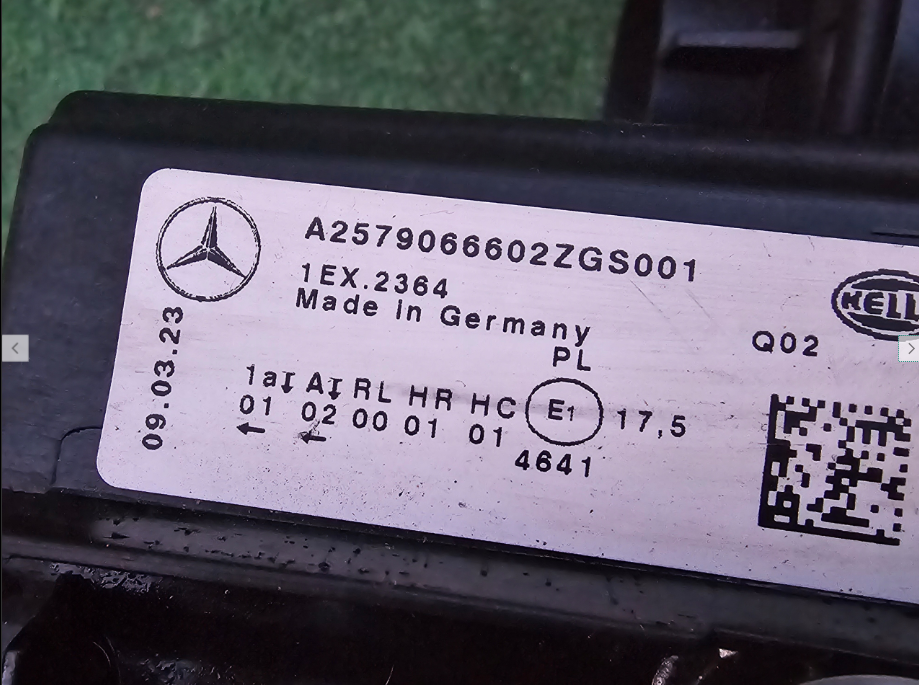 A2579066602ZGS001
1EX.2364
Made in Germany
PL
HELL
Q02
09.03.23
1a A RL HR HC E1 17,5
01 02 00 01 01
4641